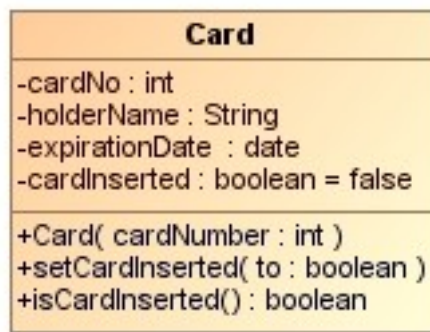 Card
-cardNo : int
-holderName : String
-expirationDate : date
-cardInserted : boolean = false
+Card( cardNumber : int )
+setCardInserted( to : boolean )
+isCardInserted() : boolean